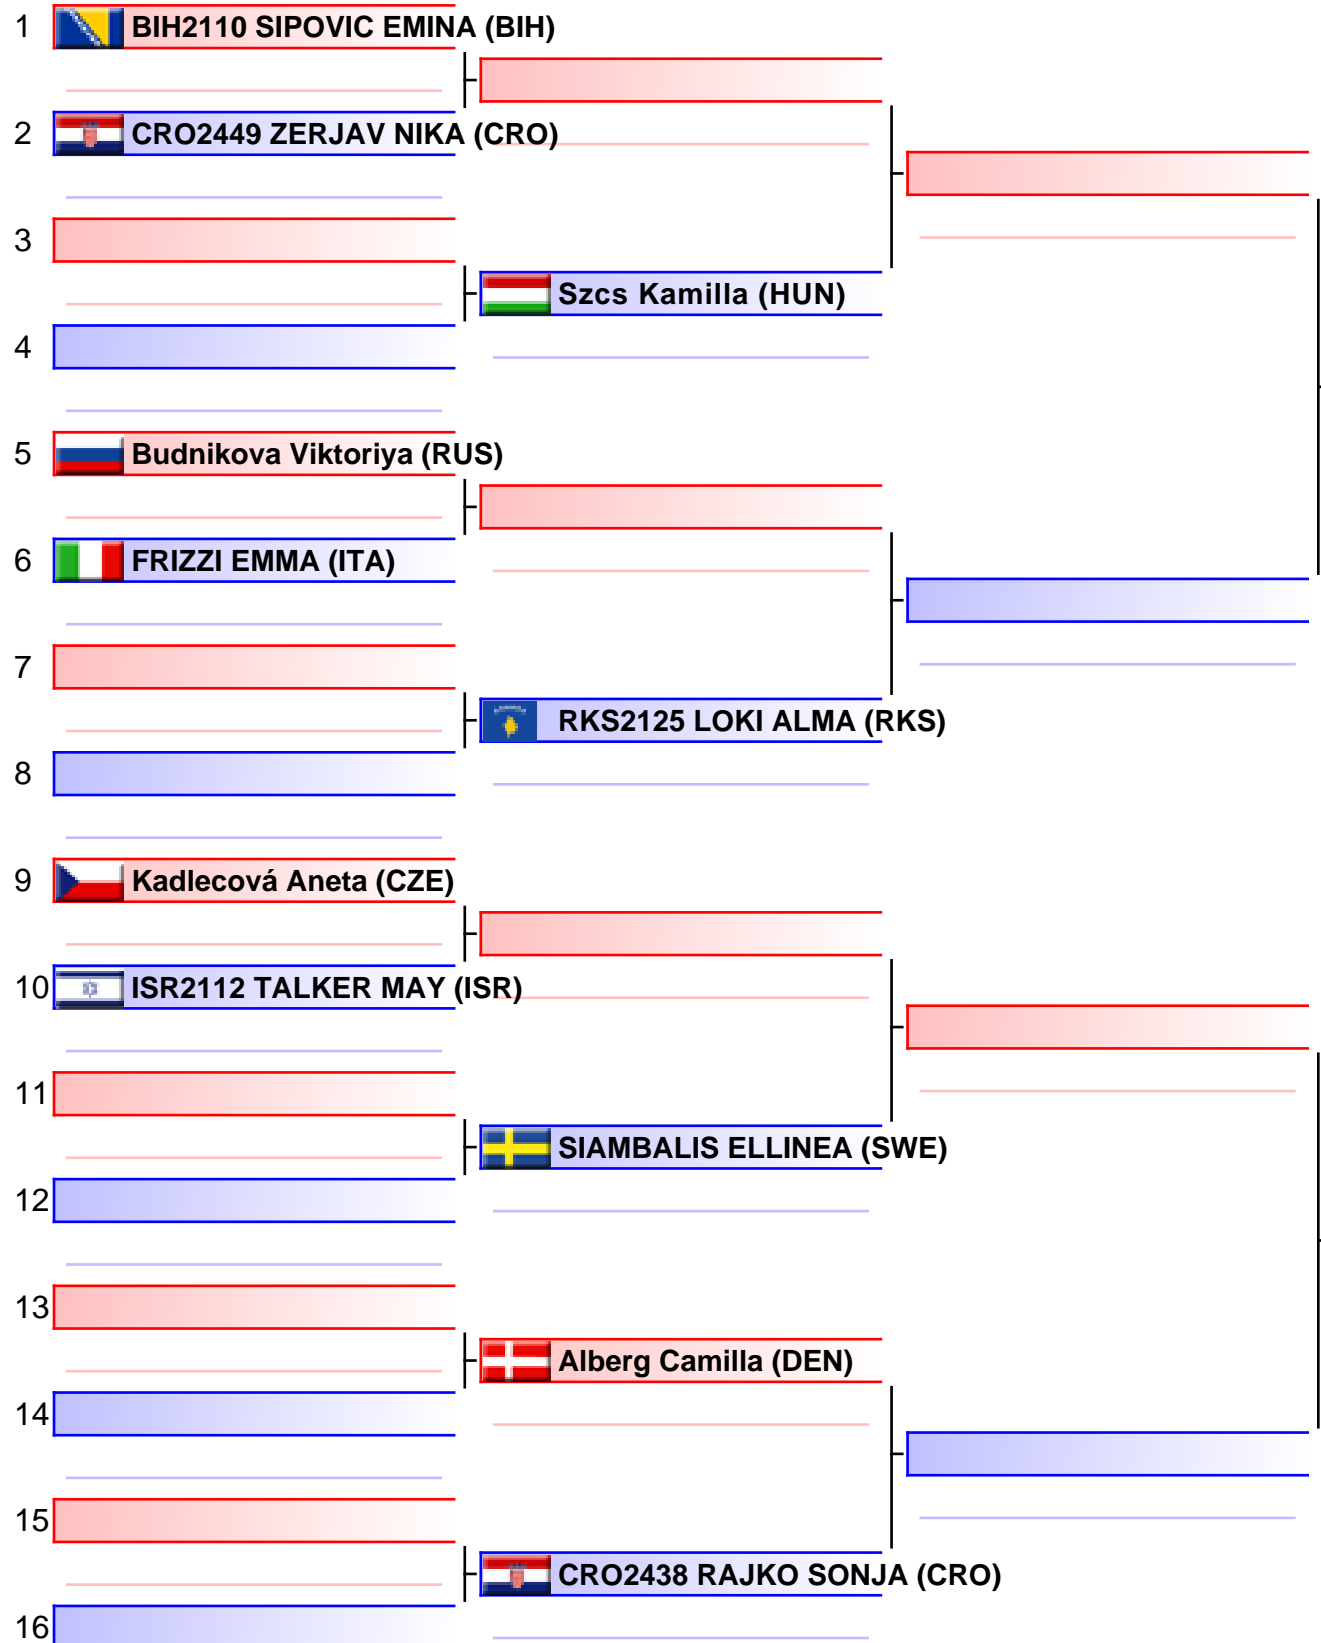 1 BIH2110 SIPOVIC EMINA (BIH)
2 CRO2449 ZERJAV NIKA (CRO)
3
Szcs Kamilla (HUN)
4
5 Budnikova Viktoriya (RUS)
6 FRIZZI EMMA (ITA)
7
RKS2125 LOKI ALMA (RKS)
8
9 Kadlecová Aneta (CZE)
10 ISR2112 TALKER MAY (ISR)
11
SIAMBALIS ELLINEA (SWE)
12
13
Alberg Camilla (DEN)
14
15
CRO2438 RAJKO SONJA (CRO)
16